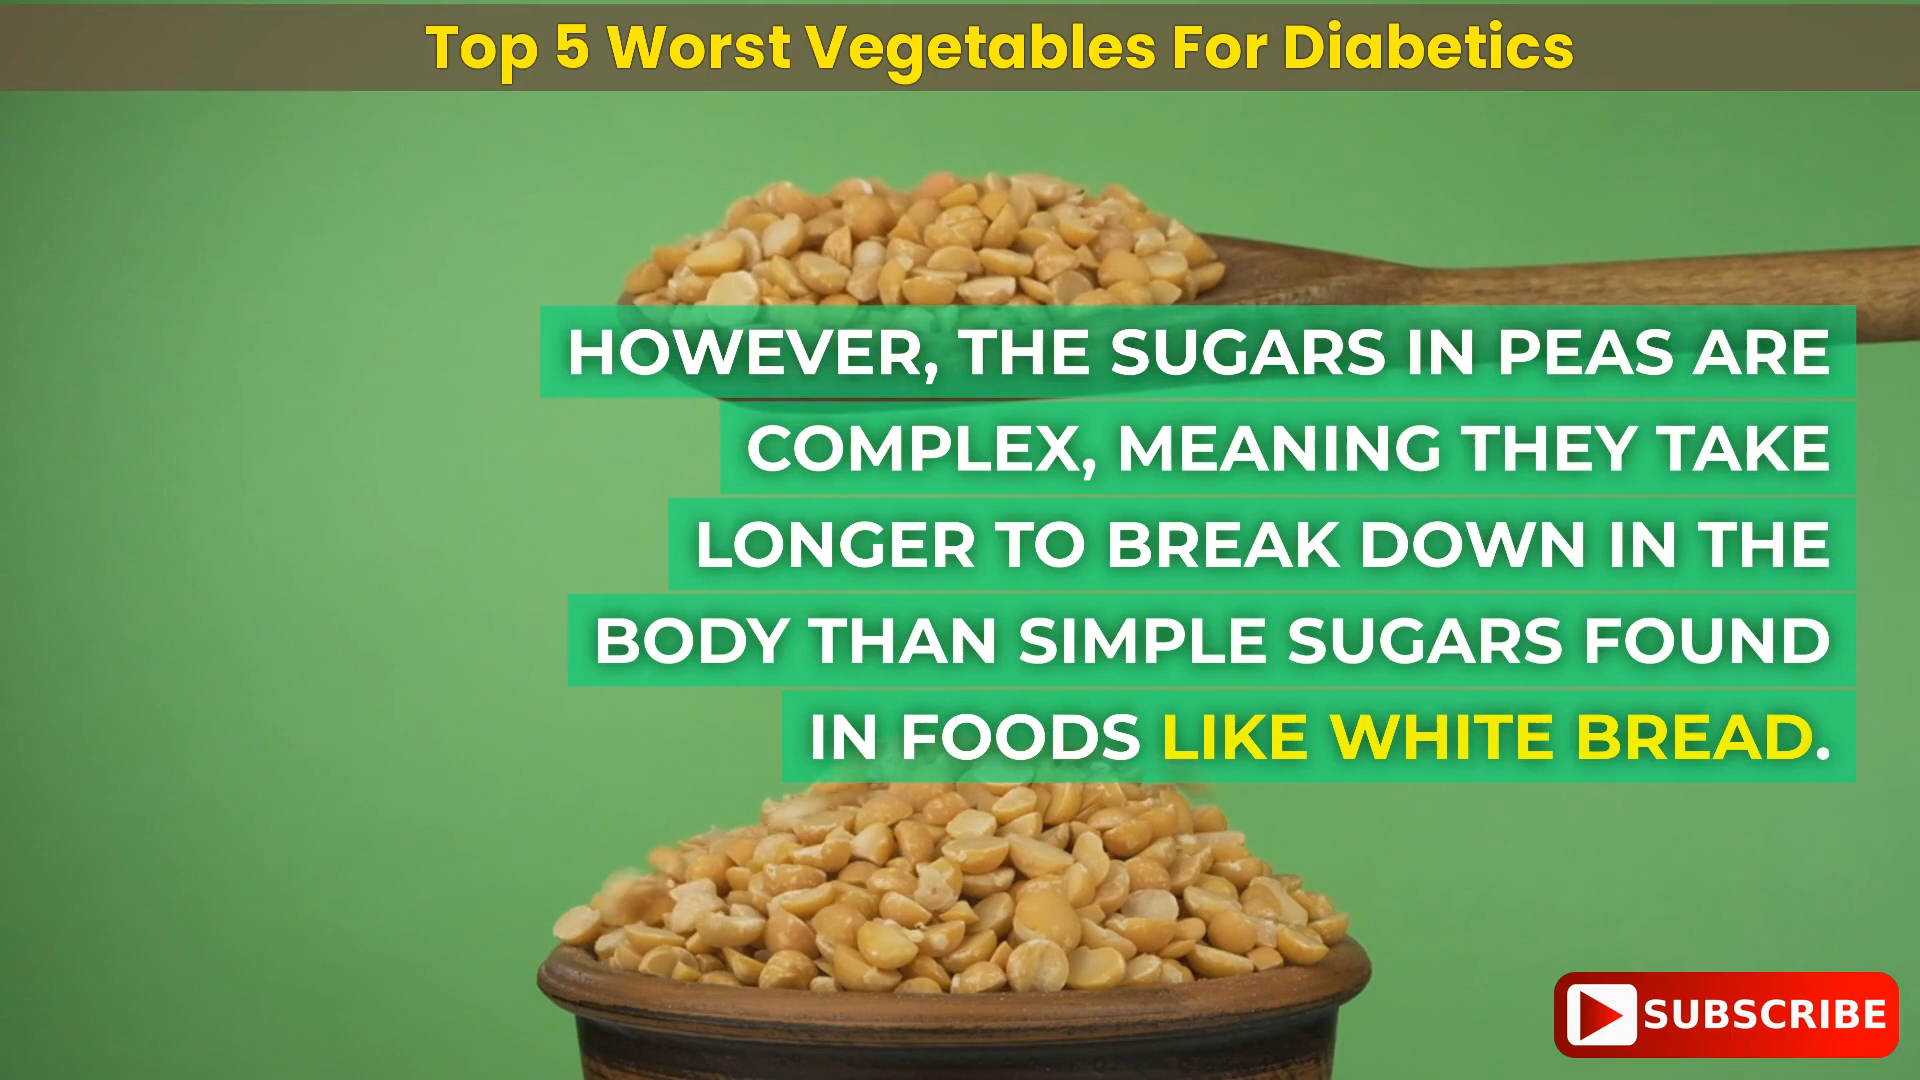 Top 5 Worst Vegetables For Diabetics
HOWEVER, THE SUGARS IN PEAS ARE
COMPLEX, MEANING THEY TAKE
LONGER TO BREAK DOWN IN THE
BODY THAN SIMPLE SUGARS FOUND
IN FOODS LIKE WHITE BREAD.
SUBSCRIBE